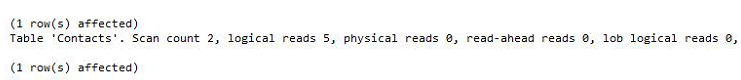 (1 row(s) affected)
Table 'Contacts'. Scan count 2, logical reads 5, physical reads 0, read-ahead reads 0, lob logical reads 0,
(1 row(s) affected)